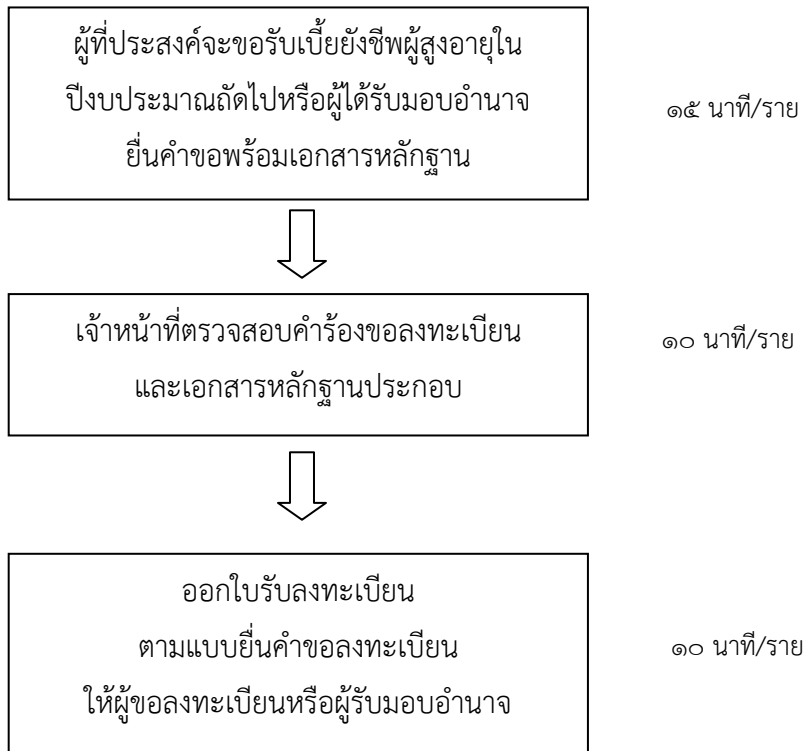 ผู้ที่ประสงค์จะขอรับเบี้ยยังชีพผู้สูงอายุใน
ปีงบประมาณถัดไปหรือผู้ได้รับมอบอำนาจ
ยื่นคำขอพร้อมเอกสารหลักฐาน
๑๕ นาที/ราย
เจ้าหน้าที่ตรวจสอบคำร้องขอลงทะเบียน
และเอกสารหลักฐานประกอบ
๑๐ นาที/ราย
ออกใบรับลงทะเบียน
ตามแบบยื่นคำขอลงทะเบียน
ให้ผู้ขอลงทะเบียนหรือผู้รับมอบอำนาจ
๑๐ นาที/ราย